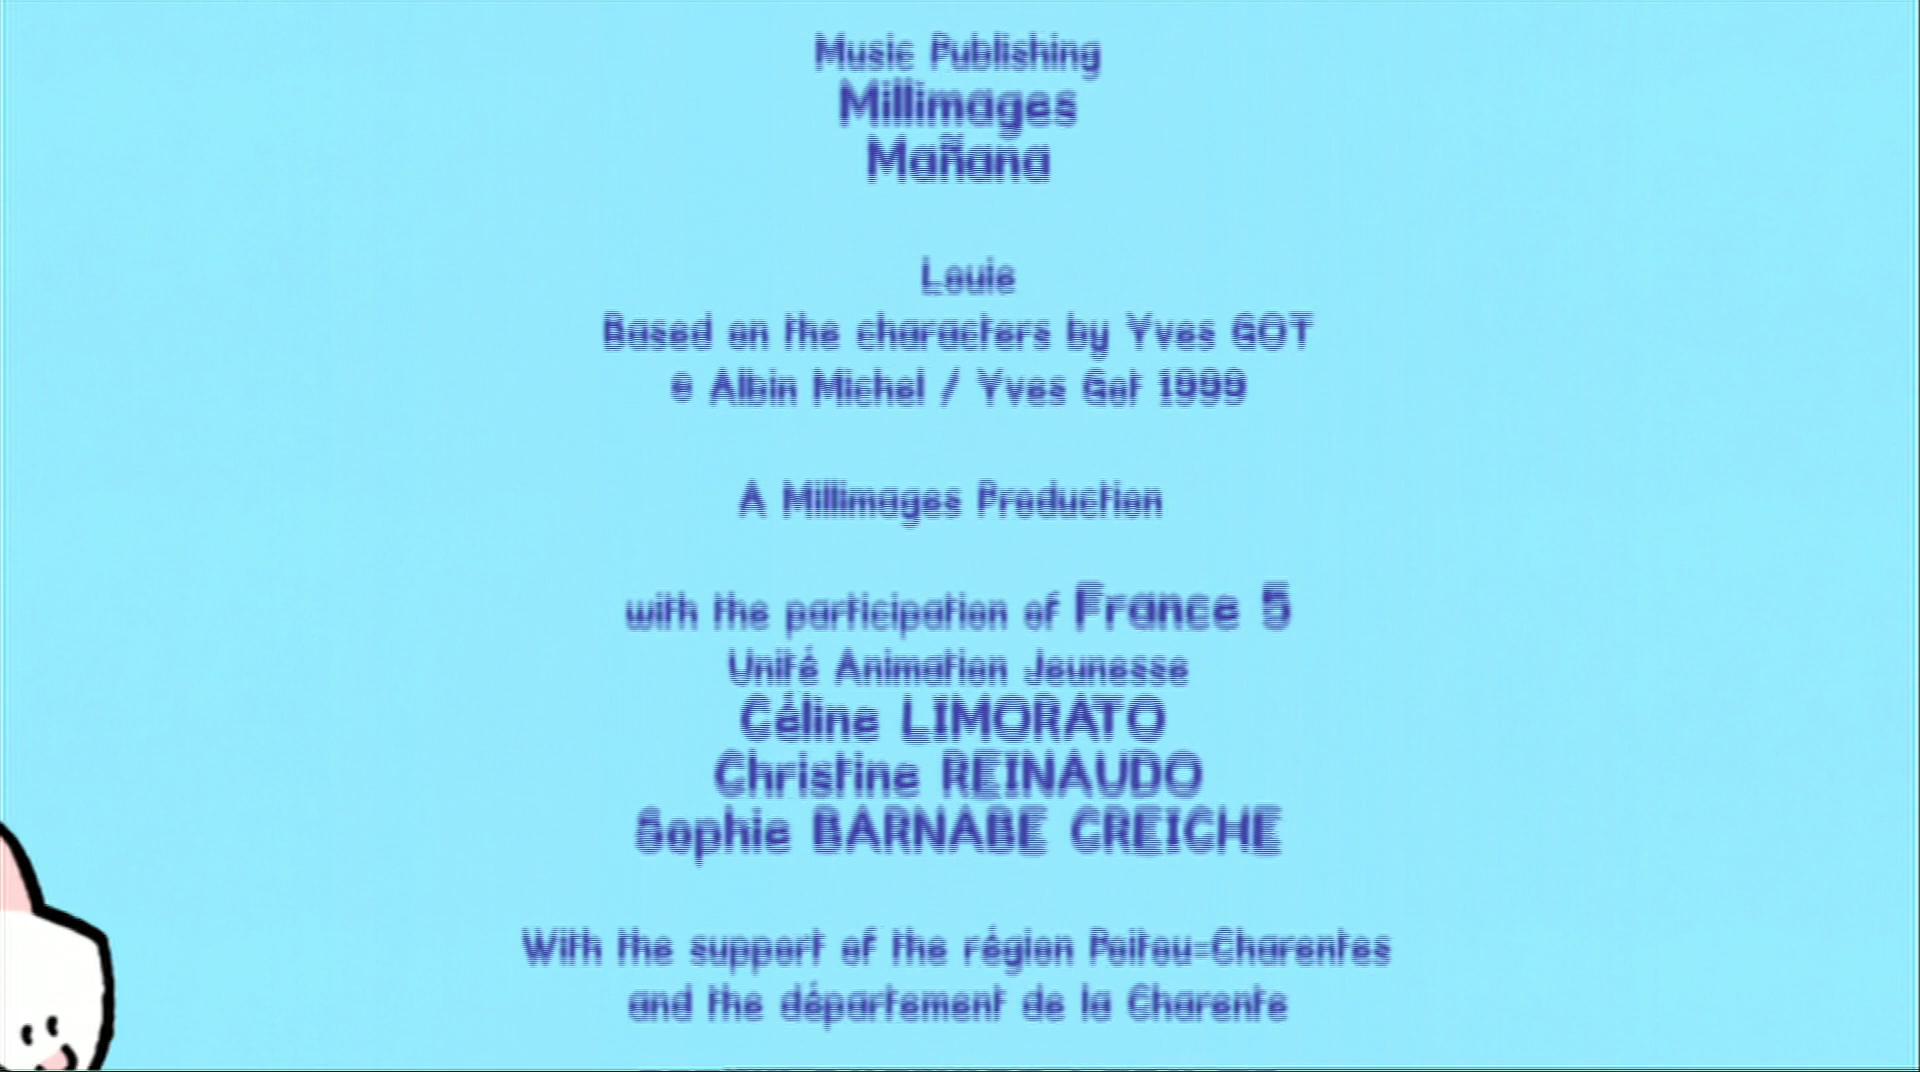 Music Publishing
Millimages
Mañana
Louie
Based on the characters by Yves GOT
© Albin Michel / Yves Got 1999
A Millimages Production
with the participation of France 5
Unité Animation Jeunesse
Céline LIMORATO
Christine REINAUDO
Sophie BARNABE CREICHE
With the support of the région Poitou-Charentes
and the département de la Charente